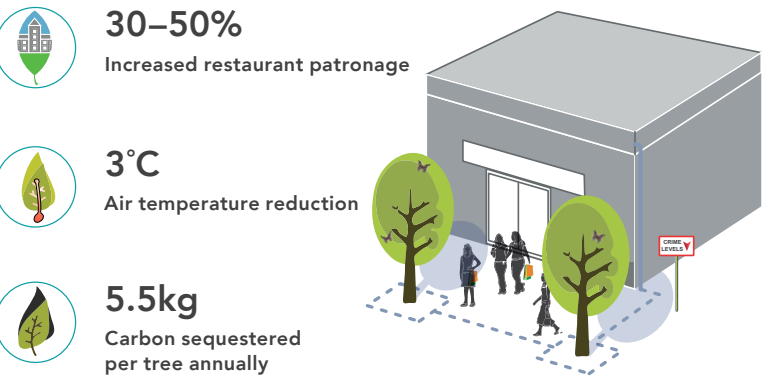 30–50%
Increased restaurant patronage
3°C
Air temperature reduction
5.5kg
Carbon sequestered
per tree annually
CRIME
LEVELS